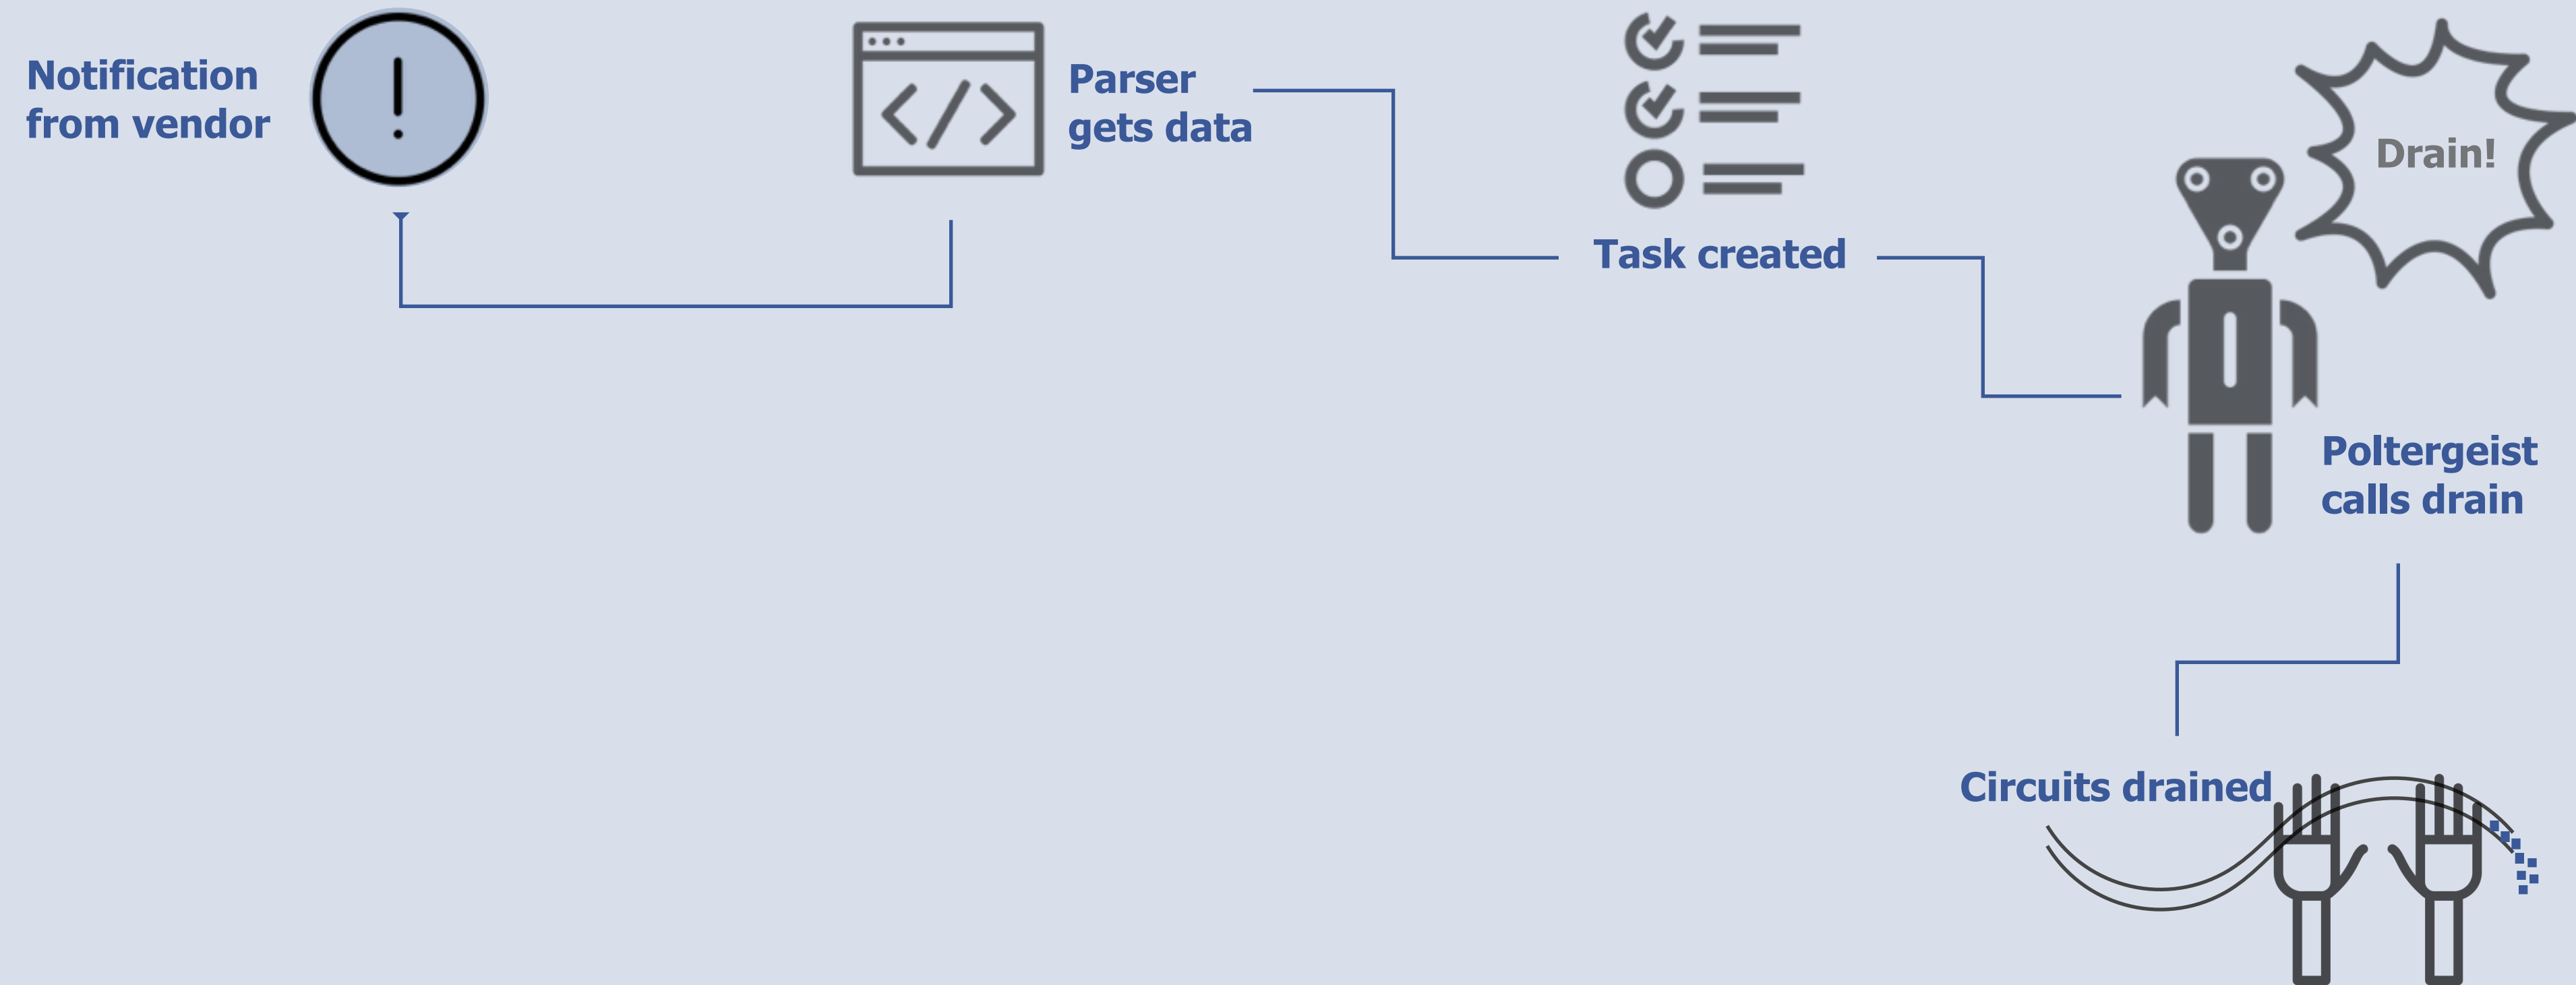 Notification
from vendor
Parser
gets data
Task created
Drain!
Poltergeist
calls drain
Circuits drained